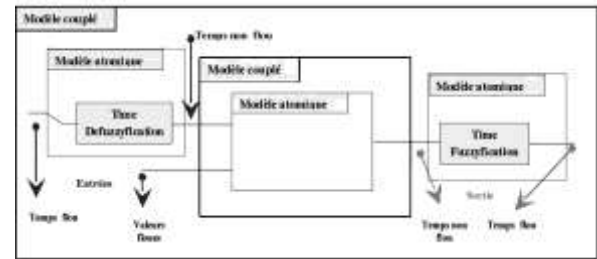 Modèle couplé
Temps non flou
Modèle atomique
Modèle couplé
Modèle atomique
Modèle atomique
Time
Defuzzyfication
Time
Fuzzyfication
Entrées
Sortie
Temps flou
Valeurs
floues
Temps non
flou
Temps flou